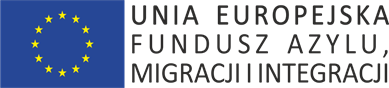 UNIA EUROPEJSKA
FUNDUSZ AZYLU,
MIGRACJI I INTEGRACJI